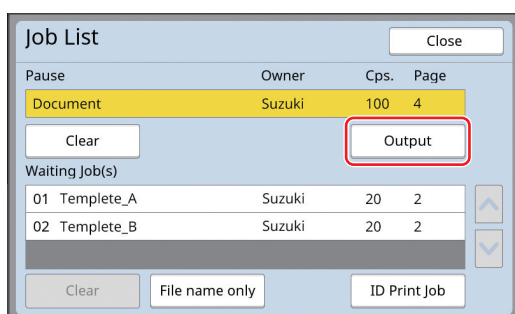 Job List Close
Pause Owner Cps. Page
Document Suzuki 100 4
Clear Output
Waiting Job(s)
01 Templete_A Suzuki 20 2
02 Templete_B Suzuki 20 2
Clear File name only ID Print Job